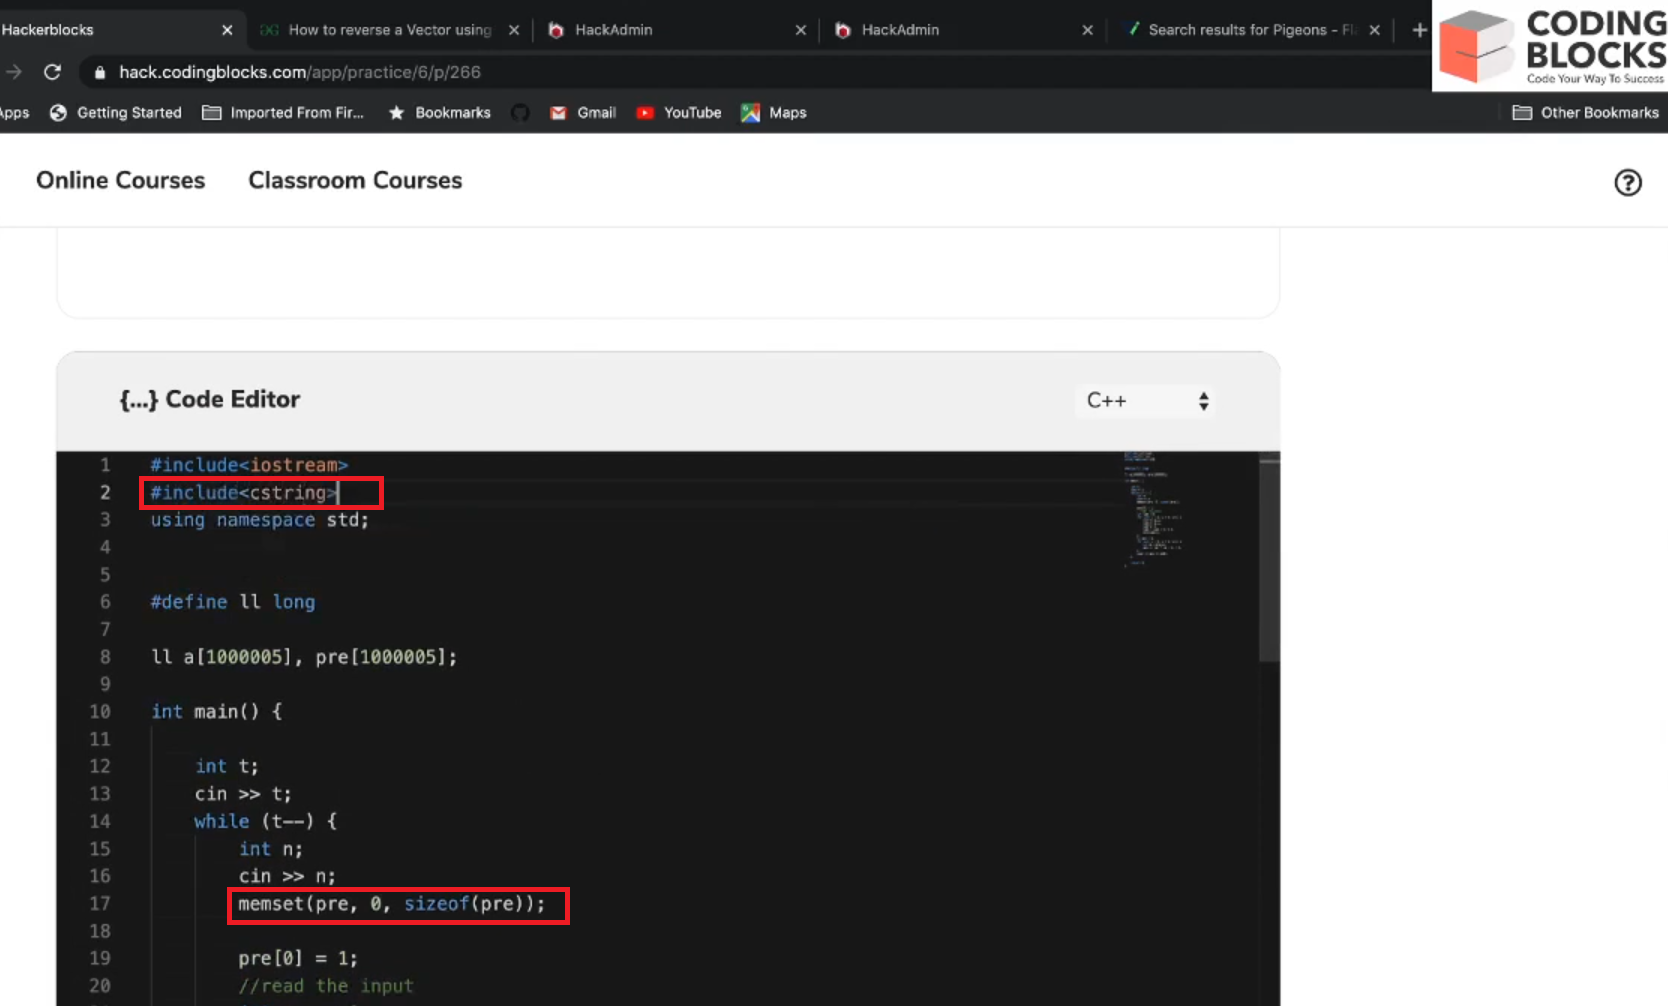 Hackerblocks
How to reverse a Vector using
HackAdmin
HackAdmin
Search results for Pigeons - Fl
CODING
BLOCKS
Code Your Way To Success
hack.codingblocks.com/app/practice/6/p/266
Apps
Getting Started
Imported From Fir...
Bookmarks
Gmail
YouTube
Maps
Other Bookmarks
Online Courses
Classroom Courses
{...} Code Editor
C++
1 #include<iostream>
2 #include<cstring>
3 using namespace std;
4
5
6 #define ll long
7
8 ll a[1000005], pre[1000005];
9
10 int main() {
11
12 int t;
13 cin >> t;
14 while (t--) {
15 int n;
16 cin >> n;
17 memset(pre, 0, sizeof(pre));
18
19 pre[0] = 1;
20 //read the input